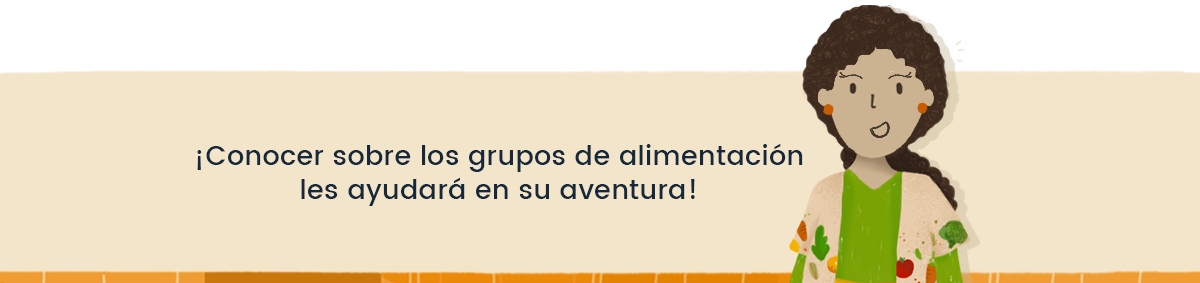 ¡Conocer sobre los grupos de alimentación
les ayudará en su aventura!